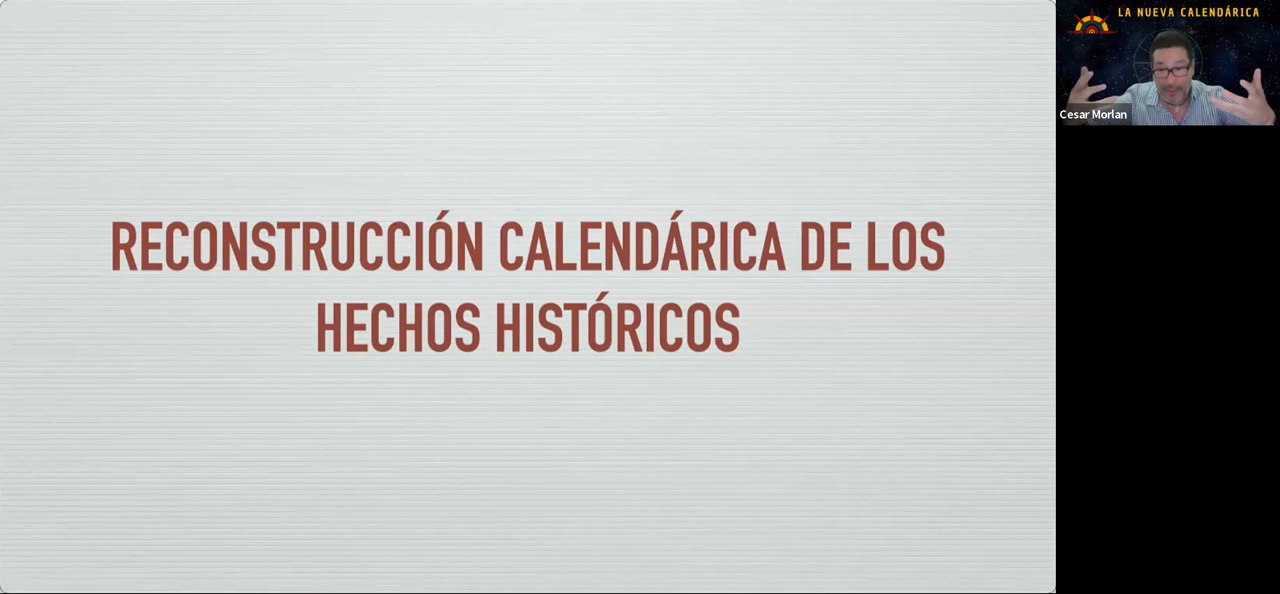 RECONSTRUCCIÓN CALENDÁRICA DE LOS
HECHOS HISTÓRICOS
LA NUEVA CALENDÁRICA
Cesar Morlan